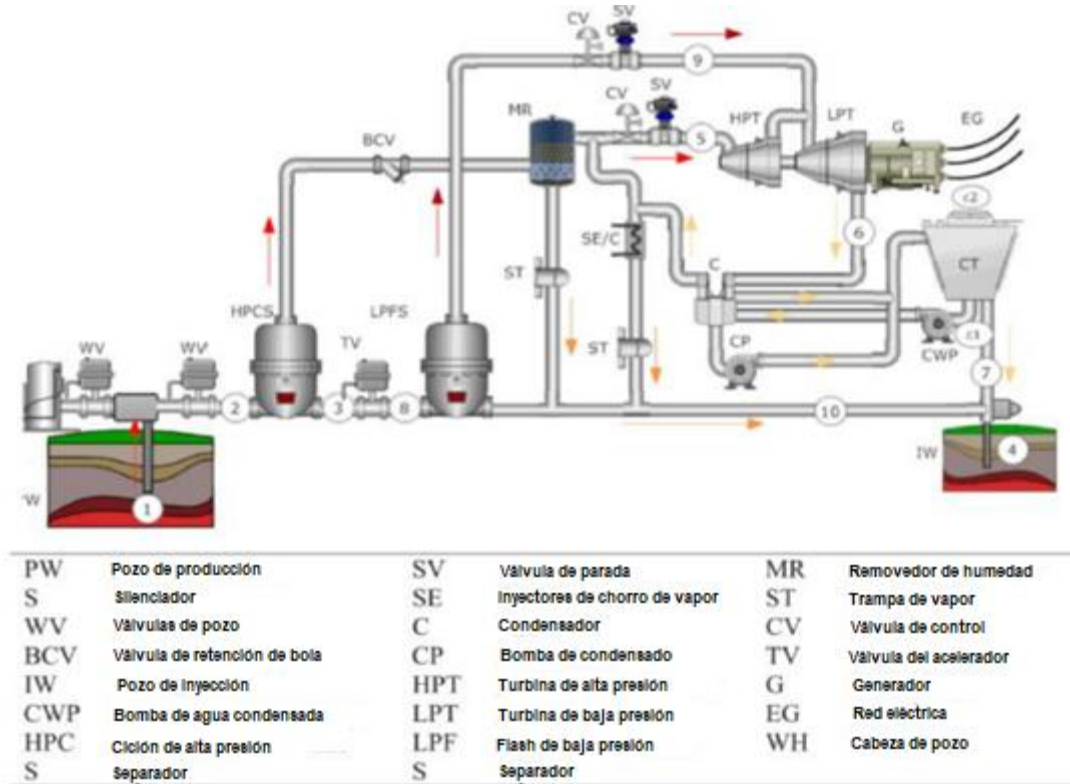 CV SV
9
CV SV
MR HPT LPT G EG
BCV 5
c2
6
SE/C CT
ST C
HPCS LPFS
ST CP CWP c1
WV WV TV 7
2 3 8 10
IW 4
1
PW Pozo de producción SV Válvula de parada MR Removedor de humedad
S Silenciador SE Inyectores de chorro de vapor ST Trampa de vapor
WV Válvulas de pozo C Condensador CV Válvula de control
BCV Válvula de retención de bola CP Bomba de condensado TV Válvula del acelerador
IW Pozo de inyección HPT Turbina de alta presión G Generador
CWP Bomba de agua condensada LPT Turbina de baja presión EG Red eléctrica
HPC Ciclón de alta presión LPF Flash de baja presión WH Cabeza de pozo
S Separador S Separador